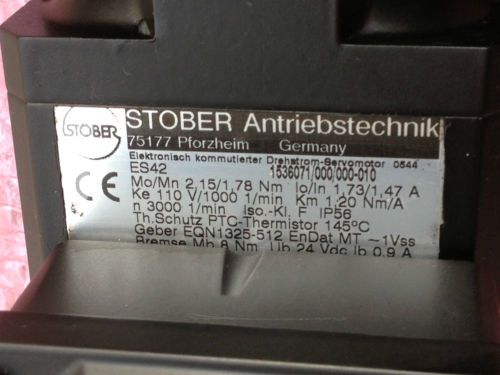 STÖBER
STÖBER Antriebstechnik
75177 Pforzheim Germany
Elektronisch kommutierter Drehstrom-Servomotor 0544
ES42 1536071/000/000-010
CE
Mo/Mn 2,15/1,78 Nm Io/In 1,73/1,47 A
Ke 110 V/1000 1/min Km 1,20 Nm/A
n 3000 1/min Iso.-Kl. F IP56
Th.Schutz PTC-Thermistor 145°C
Geber EQN1325-512 EnDat MT ~1Vss
Bremse Mb 8 Nm Ub 24 Vdc Ib 0,9 A